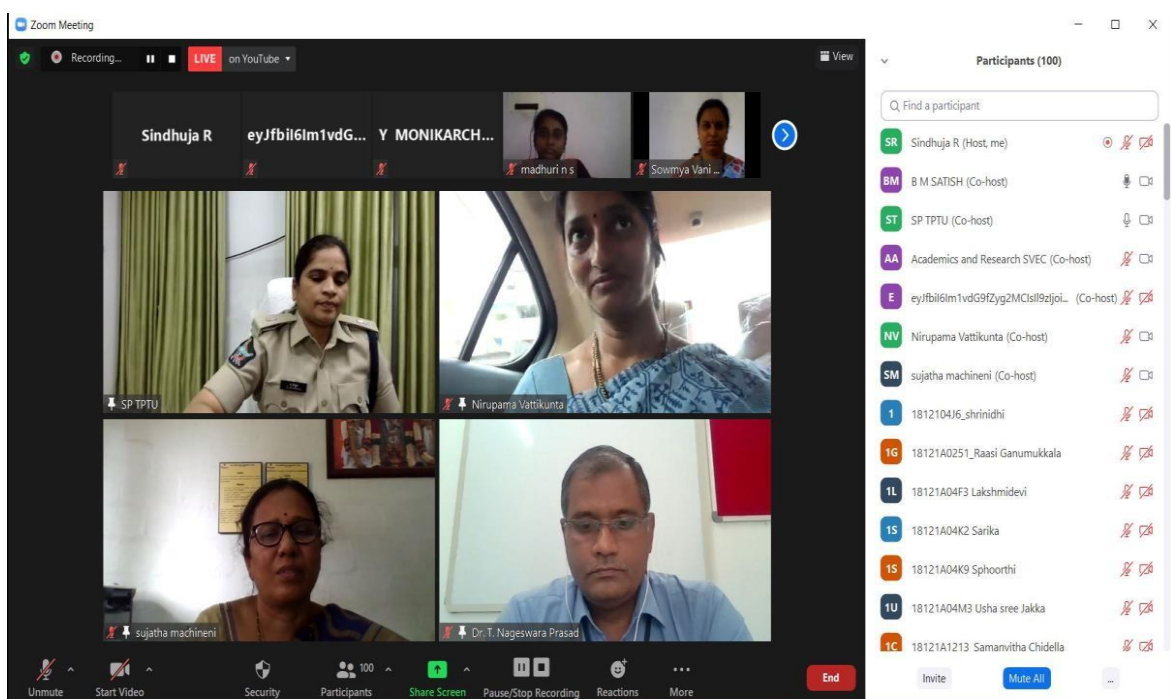 Zoom Meeting
Recording...
LIVE on YouTube
View
Sindhuja R
eyJfbil6Im1vdG...
Y MONIKARCH...
madhuri n s
Sowmya Vani ...
SP TPTU
Nirupama Vattikunta
sujatha machineni
Dr. T. Nageswara Prasad
Unmute
Start Video
Security
100
Participants
Share Screen
Pause/Stop Recording
Reactions
More
End
Participants (100)
Find a participant
SR Sindhuja R (Host, me)
BM B M SATISH (Co-host)
ST SP TPTU (Co-host)
AA Academics and Research SVEC (Co-host)
E eyJfbil6Im1vdG9fZyg2MCIsIl9zIjoi... (Co-host)
NV Nirupama Vattikunta (Co-host)
SM sujatha machineni (Co-host)
1 1812104J6_shrinidhi
1G 18121A0251_Raasi Ganumukkala
1L 18121A04F3 Lakshmidevi
1S 18121A04K2 Sarika
1S 18121A04K9 Sphoorthi
1U 18121A04M3 Usha sree Jakka
1C 18121A1213 Samanvitha Chidella
Invite
Mute All
...